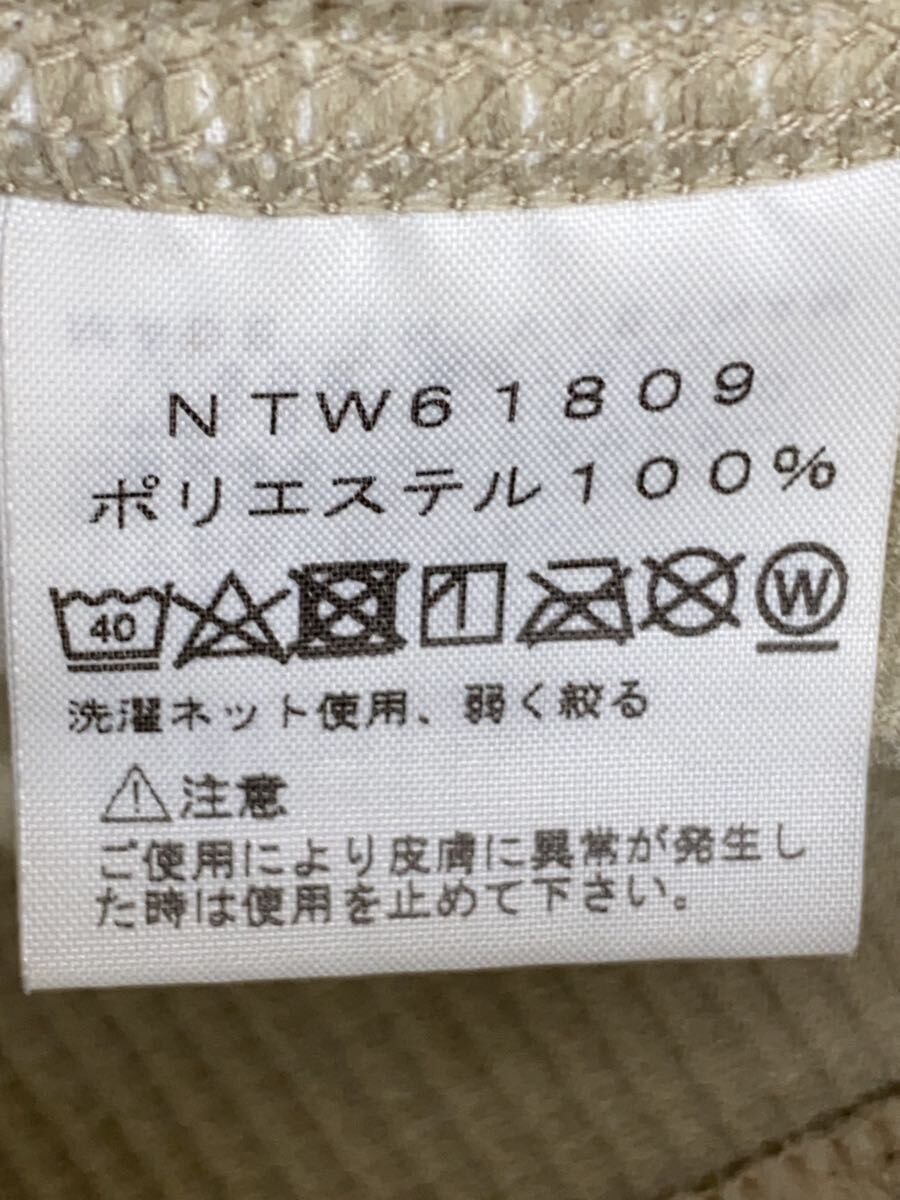 NTW61809
ポリエステル100%
40 W
洗濯ネット使用、弱く絞る
注意
ご使用により皮膚に異常が発生し
た時は使用を止めて下さい。